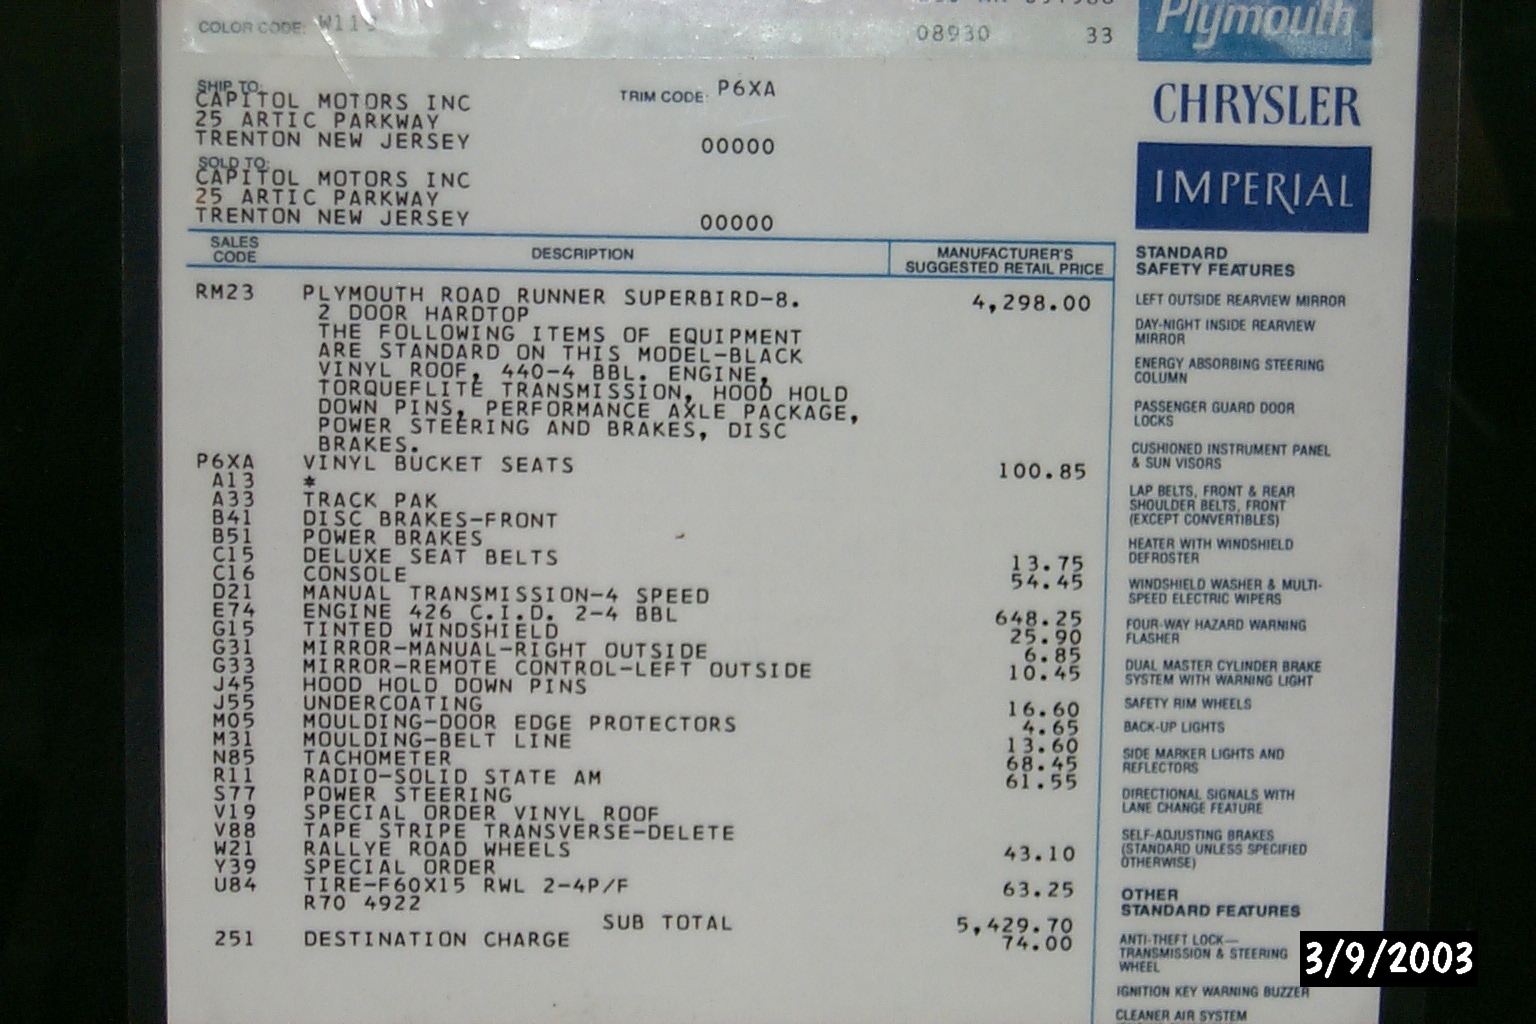 Plymouth
COLOR CODE:
08930 33
CHRYSLER
IMPERIAL
SHIP TO:
CAPITOL MOTORS INC
25 ARTIC PARKWAY
TRENTON NEW JERSEY
TRIM CODE: P6XA
00000
SOLD TO:
CAPITOL MOTORS INC
25 ARTIC PARKWAY
TRENTON NEW JERSEY
00000
SALES CODE DESCRIPTION MANUFACTURER'S SUGGESTED RETAIL PRICE
RM23 PLYMOUTH ROAD RUNNER SUPERBIRD-8. 4,298.00
2 DOOR HARDTOP
THE FOLLOWING ITEMS OF EQUIPMENT
ARE STANDARD ON THIS MODEL-BLACK
VINYL ROOF, 440-4 BBL. ENGINE,
TORQUEFLITE TRANSMISSION, HOOD HOLD
DOWN PINS, PERFORMANCE AXLE PACKAGE,
POWER STEERING AND BRAKES, DISC
BRAKES.
P6XA VINYL BUCKET SEATS 100.85
A13 *
A33 TRACK PAK
B41 DISC BRAKES-FRONT
B51 POWER BRAKES
C15 DELUXE SEAT BELTS 13.75
C16 CONSOLE 54.45
D21 MANUAL TRANSMISSION-4 SPEED
E74 ENGINE 426 C.I.D. 2-4 BBL 648.25
G15 TINTED WINDSHIELD 25.90
G31 MIRROR-MANUAL-RIGHT OUTSIDE 6.85
G33 MIRROR-REMOTE CONTROL-LEFT OUTSIDE 10.45
J45 HOOD HOLD DOWN PINS
J55 UNDERCOATING 16.60
M05 MOULDING-DOOR EDGE PROTECTORS 4.65
M31 MOULDING-BELT LINE 13.60
N85 TACHOMETER 68.45
R11 RADIO-SOLID STATE AM 61.55
S77 POWER STEERING
V19 SPECIAL ORDER VINYL ROOF
V88 TAPE STRIPE TRANSVERSE-DELETE
W21 RALLYE ROAD WHEELS 43.10
Y39 SPECIAL ORDER
U84 TIRE-F60X15 RWL 2-4P/F 63.25
R70 4922
SUB TOTAL 5,429.70
251 DESTINATION CHARGE 74.00
STANDARD
SAFETY FEATURES
LEFT OUTSIDE REARVIEW MIRROR
DAY-NIGHT INSIDE REARVIEW
MIRROR
ENERGY ABSORBING STEERING
COLUMN
PASSENGER GUARD DOOR
LOCKS
CUSHIONED INSTRUMENT PANEL
& SUN VISORS
LAP BELTS, FRONT & REAR
SHOULDER BELTS, FRONT
(EXCEPT CONVERTIBLES)
HEATER WITH WINDSHIELD
DEFROSTER
WINDSHIELD WASHER & MULTI-
SPEED ELECTRIC WIPERS
FOUR-WAY HAZARD WARNING
FLASHER
DUAL MASTER CYLINDER BRAKE
SYSTEM WITH WARNING LIGHT
SAFETY RIM WHEELS
BACK-UP LIGHTS
SIDE MARKER LIGHTS AND
REFLECTORS
DIRECTIONAL SIGNALS WITH
LANE CHANGE FEATURE
SELF-ADJUSTING BRAKES
(STANDARD UNLESS SPECIFIED
OTHERWISE)
OTHER
STANDARD FEATURES
ANTI-THEFT LOCK—
TRANSMISSION & STEERING
WHEEL
IGNITION KEY WARNING BUZZER
CLEANER AIR SYSTEM
3/9/2003